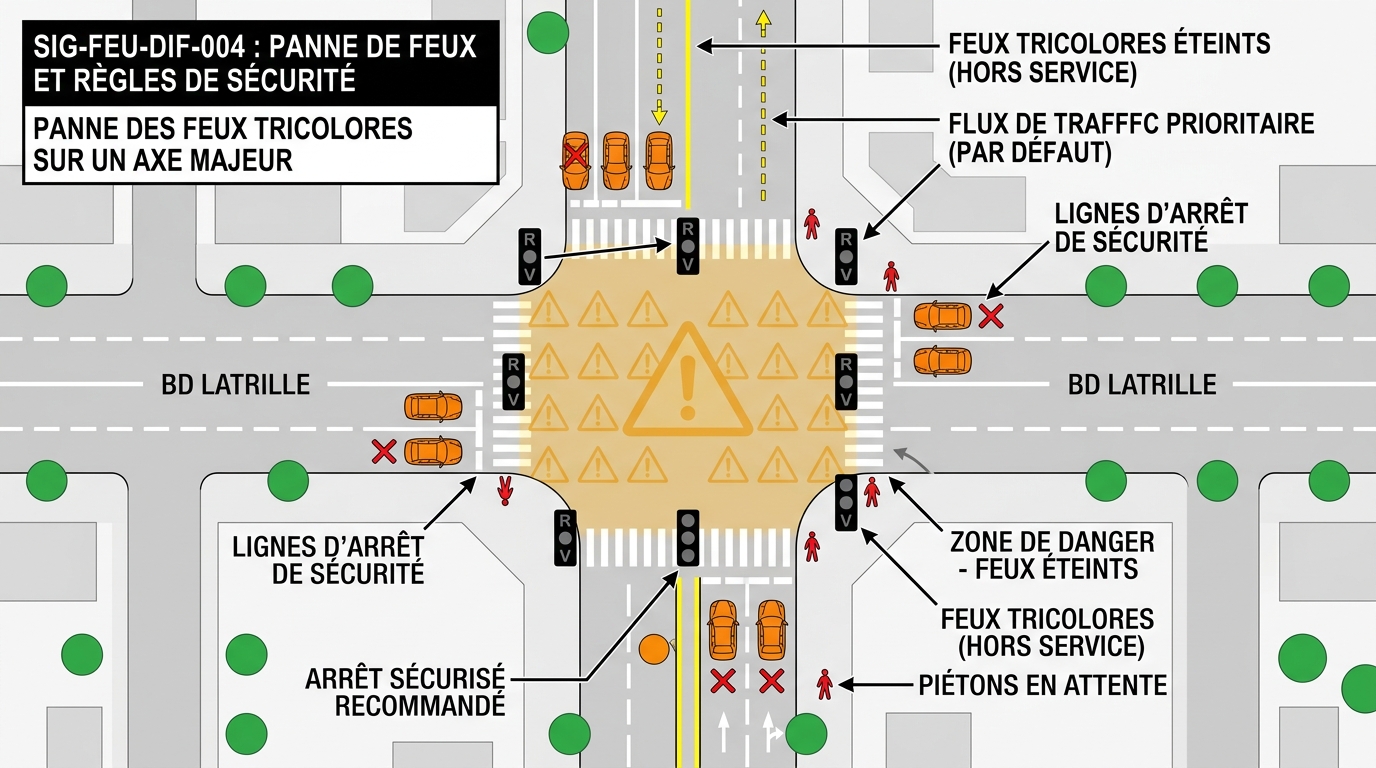 SIG-FEU-DIF-004 : PANNE DE FEUX
ET RÈGLES DE SÉCURITÉ
PANNE DES FEUX TRICOLORES
SUR UN AXE MAJEUR
FEUX TRICOLORES ÉTEINTS
(HORS SERVICE)
FLUX DE TRAFFFC PRIORITAIRE
(PAR DÉFAUT)
LIGNES D'ARRÊT
DE SÉCURITÉ
R
V
R
V
R
V
R
V
R
V
BD LATRILLE
BD LATRILLE
V
R
V
LIGNES D'ARRÊT
DE SÉCURITÉ
ZONE DE DANGER
- FEUX ÉTEINTS
FEUX TRICOLORES
(HORS SERVICE)
ARRÊT SÉCURISÉ
RECOMMANDÉ
PIÉTONS EN ATTENTE